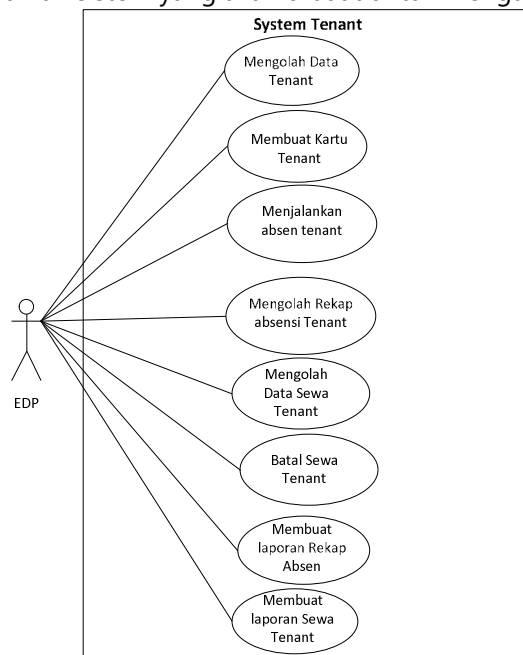 System Tenant
Mengolah Data
Tenant
Membuat Kartu
Tenant
Menjalankan
absen tenant
Mengolah Rekap
absensi Tenant
Mengolah
Data Sewa
Tenant
EDP
Batal Sewa
Tenant
Membuat
laporan Rekap
Absen
Membuat
laporan Sewa
Tenant